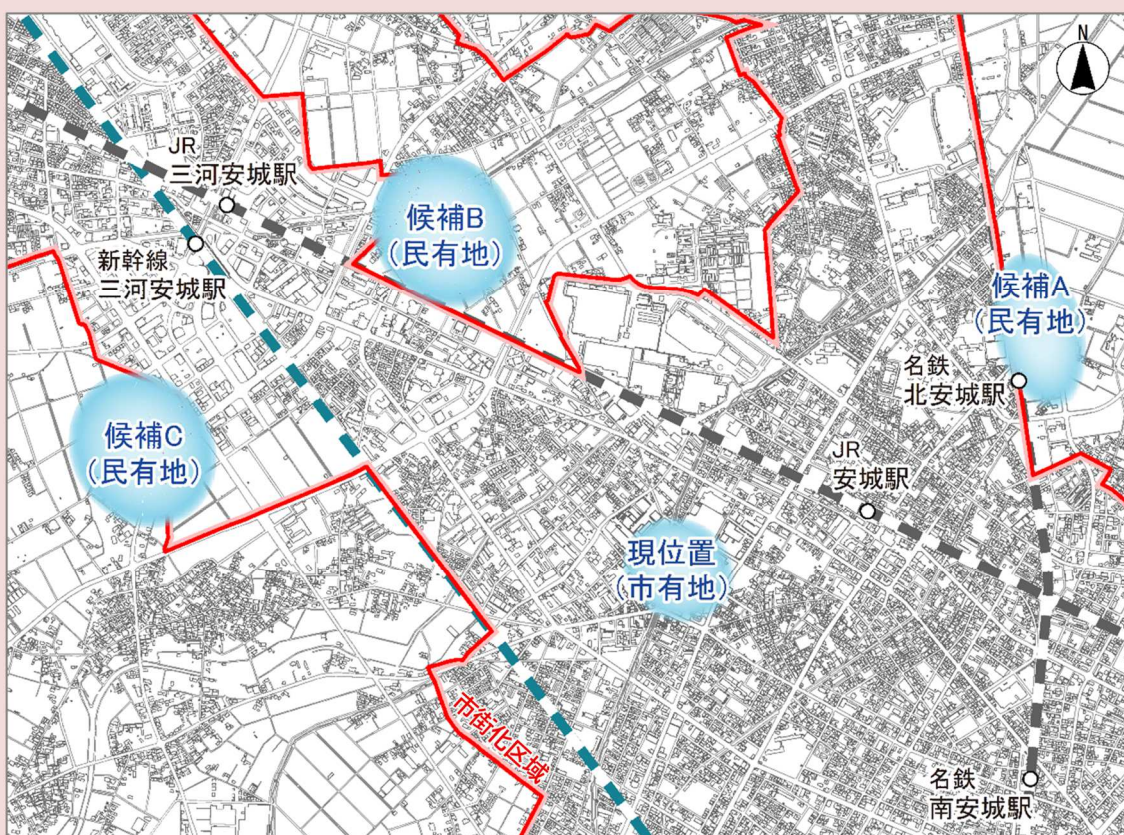 N
JR
三河安城駅
候補B
(民有地)
新幹線
三河安城駅
候補A
(民有地)
名鉄
北安城駅
候補C
(民有地)
JR
安城駅
現位置
(市有地)
市街化区域
名鉄
南安城駅